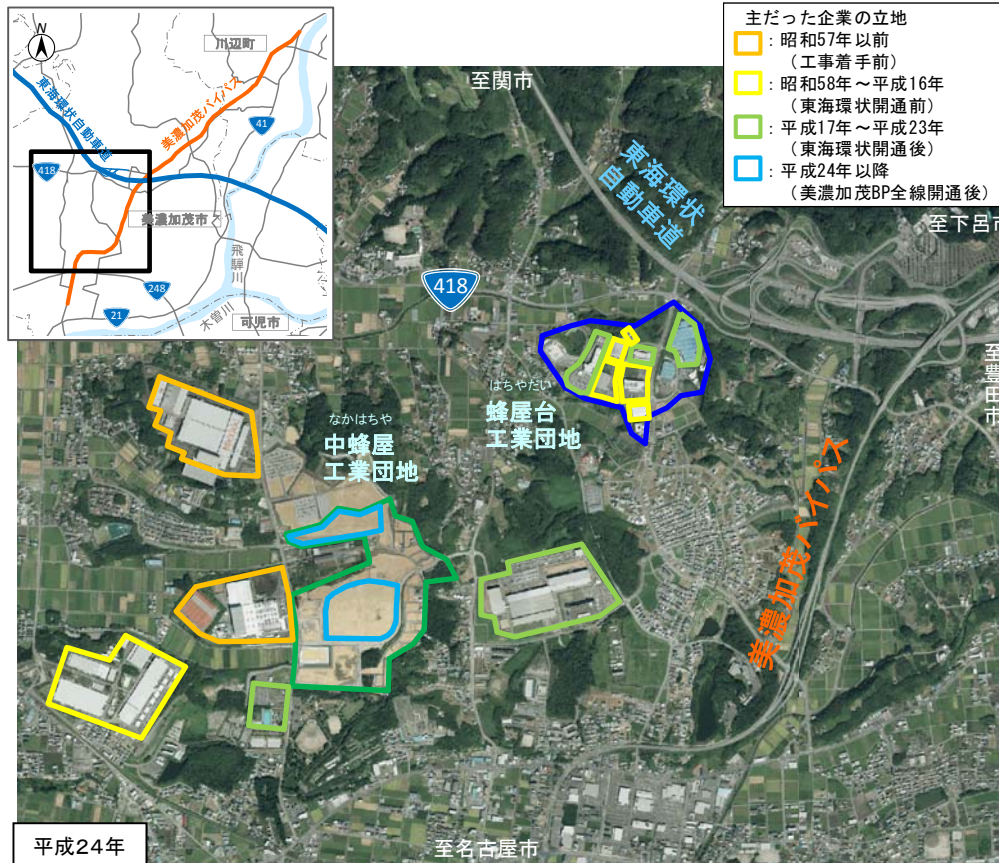 N
川辺町
東海環状自動車道
美濃加茂バイパス
41
418
美濃加茂市
飛騨川
248
21
木曽川
可児市
主だった企業の立地
：昭和57年以前
（工事着手前）
：昭和58年～平成16年
（東海環状開通前）
：平成17年～平成23年
（東海環状開通後）
：平成24年以降
（美濃加茂BP全線開通後）
至関市
東海環状
自動車道
至下呂市
418
至豊田市
はちやだい
蜂屋台
工業団地
なかはちや
中蜂屋
工業団地
美濃加茂バイパス
平成24年
至名古屋市